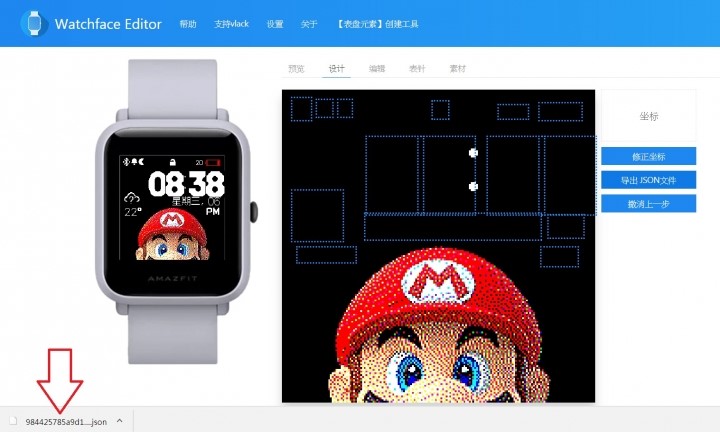 Watchface Editor
帮助
支持vlack
设置
关于
【表盘元素】创建工具
预览
设计
编辑
表针
素材
坐标
修正坐标
导出 JSON文件
撤消上一步
20
08:38
星期三, 06
22°
PM
M
AMAZFIT
M
984425785a9d1....json